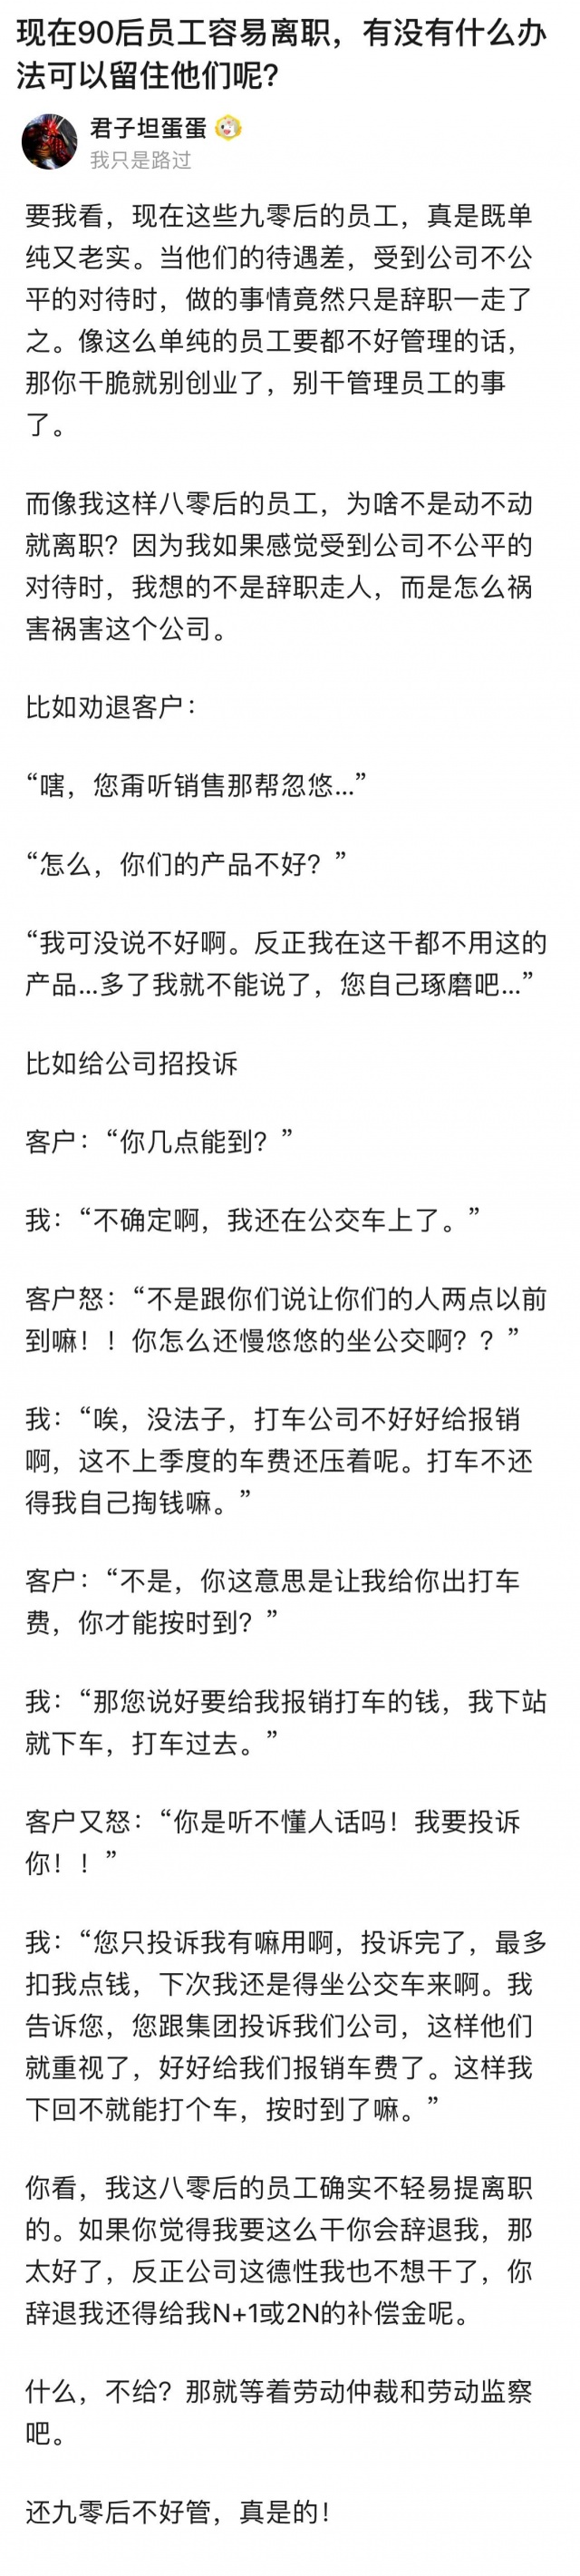 现在90后员工容易离职，有没有什么办
法可以留住他们呢？
君子坦蛋蛋
我只是路过
要我看，现在这些九零后的员工，真是既单
纯又老实。当他们的待遇差，受到公司不公
平的对待时，做的事情竟然只是辞职一走了
之。像这么单纯的员工要都不好管理的话，
那你干脆就别创业了，别干管理员工的事
了。
而像我这样八零后的员工，为啥不是动不动
就离职？因为我如果感觉受到公司不公平的
对待时，我想的不是辞职走人，而是怎么祸
害祸害这个公司。
比如劝退客户：
“嗐，您甭听销售那帮忽悠...”
“怎么，你们的产品不好？”
“我可没说不好啊。反正我在这干都不用这的
产品...多了我就不能说了，您自己琢磨吧...”
比如给公司招投诉
客户：“你几点能到？”
我：“不确定啊，我还在公交车上了。”
客户怒：“不是跟你们说让你们的人两点以前
到嘛！！你怎么还慢悠悠的坐公交啊？？”
我：“唉，没法子，打车公司不好好给报销
啊，这不上季度的车费还压着呢。打车不还
得我自己掏钱嘛。”
客户：“不是，你这意思是让我给你出打车
费，你才能按时到？”
我：“那您说好要给我报销打车的钱，我下站
就下车，打车过去。”
客户又怒：“你是听不懂人话吗！我要投诉
你！！”
我：“您只投诉我有嘛用啊，投诉完了，最多
扣我点钱，下次我还是得坐公交车来啊。我
告诉您，您跟集团投诉我们公司，这样他们
就重视了，好好给我们报销车费了。这样我
下回不就能打个车，按时到了嘛。”
你看，我这八零后的员工确实不轻易提离职
的。如果你觉得我要这么干你会辞退我，那
太好了，反正公司这德性我也不想干了，你
辞退我还得给我N+1或2N的补偿金呢。
什么，不给？那就等着劳动仲裁和劳动监察
吧。
还九零后不好管，真是的！